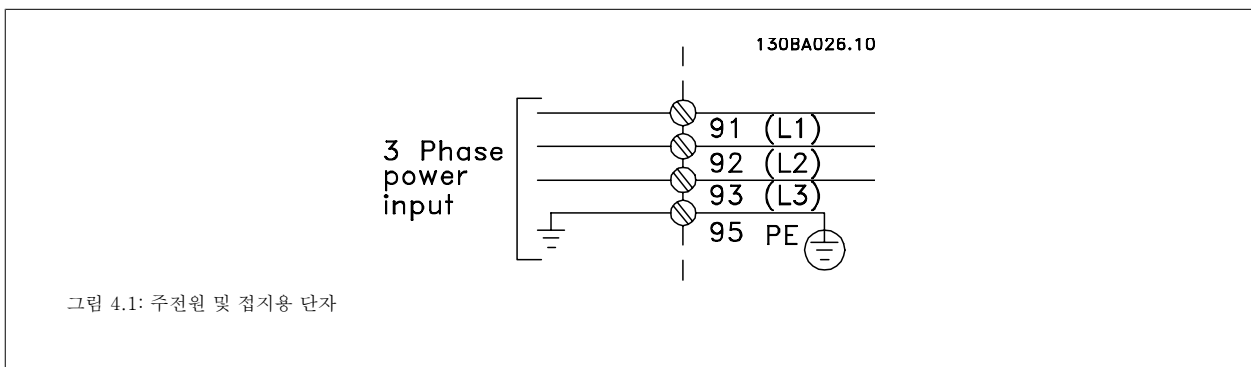 130BA026.10
3 Phase
power
input
91 (L1)
92 (L2)
93 (L3)
95 PE
그림 4.1: 주전원 및 접지용 단자